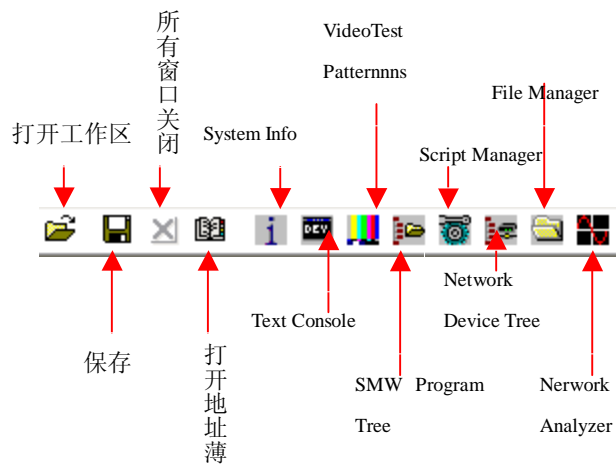 所有窗口关闭
VideoTest
Patternnns
File Manager
打开工作区
System Info
Script Manager
DEV
Text Console
Network
Device Tree
保存
打开地址薄
SMW Program
Tree
Nerwork
Analyzer